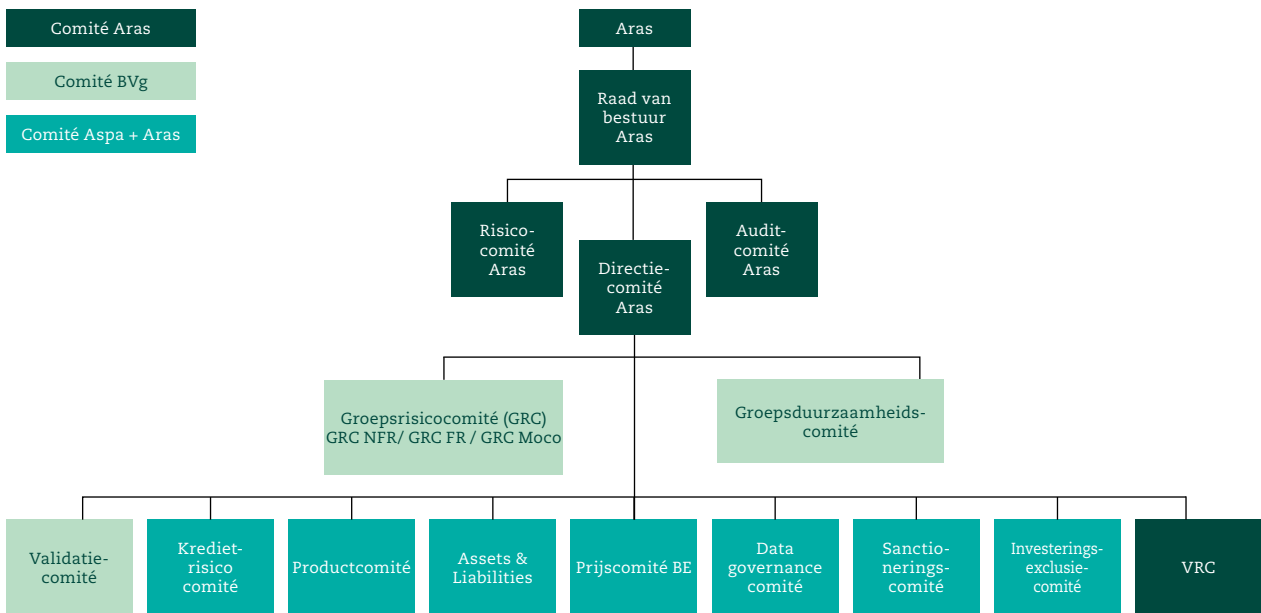 Comité Aras
Comité BVg
Comité Aspa + Aras
Aras
Raad van
bestuur
Aras
Risico-
comité
Aras
Directie-
comité
Aras
Audit-
comité
Aras
Groepsrisicocomité (GRC)
GRC NFR/ GRC FR / GRC Moco
Groepsduurzaamheids-
comité
Validatie-
comité
Krediet-
risico
comité
Productcomité
Assets &
Liabilities
Prijscomité BE
Data
governance
comité
Sanctio-
nerings-
comité
Investerings-
exclusie-
comité
VRC